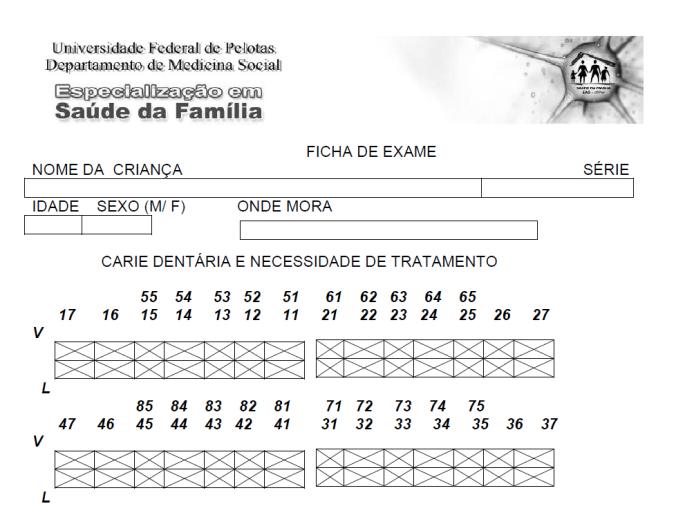 Universidade Federal de Pelotas
Departamento de Medicina Social
Especialização em
Saúde da Família
FICHA DE EXAME
NOME DA CRIANÇA SÉRIE
IDADE SEXO (M/ F) ONDE MORA
CARIE DENTÁRIA E NECESSIDADE DE TRATAMENTO
55 54 53 52 51 61 62 63 64 65
17 16 15 14 13 12 11 21 22 23 24 25 26 27
V
L
85 84 83 82 81 71 72 73 74 75
47 46 45 44 43 42 41 31 32 33 34 35 36 37
V
L